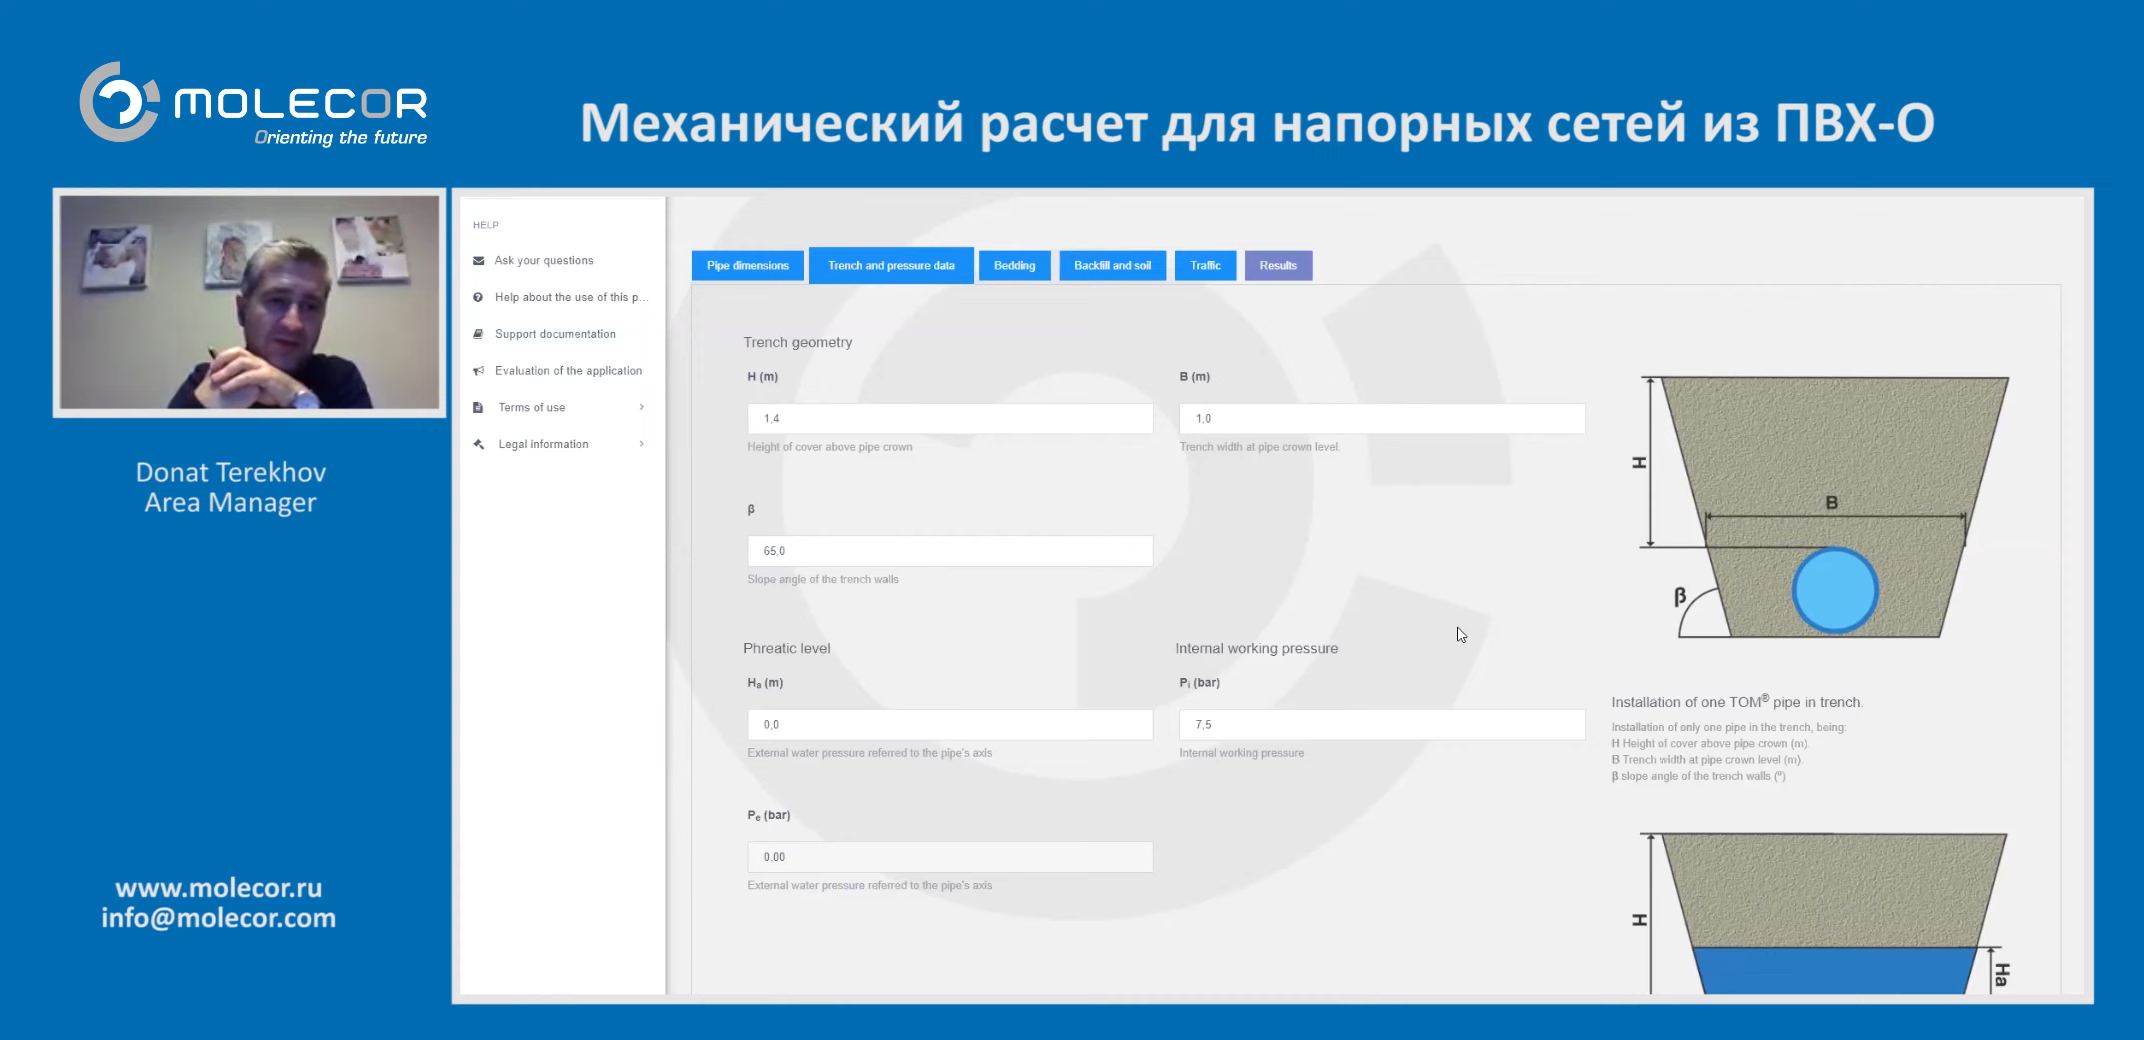 MOLECOR
Orienting the future
Механический расчет для напорных сетей из ПВХ-О
Donat Terekhov
Area Manager
www.molecor.ru
info@molecor.com
HELP
Ask your questions
Help about the use of this p...
Support documentation
Evaluation of the application
Terms of use
Legal information
Pipe dimensions
Trench and pressure data
Bedding
Backfill and soil
Traffic
Results
Trench geometry
H (m)
1,4
Height of cover above pipe crown
B (m)
1,0
Trench width at pipe crown level.
β
65,0
Slope angle of the trench walls
Phreatic level
Ha (m)
0,0
External water pressure referred to the pipe's axis
Internal working pressure
Pi (bar)
7,5
Internal working pressure
Pe (bar)
0,00
External water pressure referred to the pipe's axis
H
B
β
Installation of one TOM® pipe in trench.
Installation of only one pipe in the trench, being:
H Height of cover above pipe crown (m).
B Trench width at pipe crown level (m).
β slope angle of the trench walls (º)
H
Ha